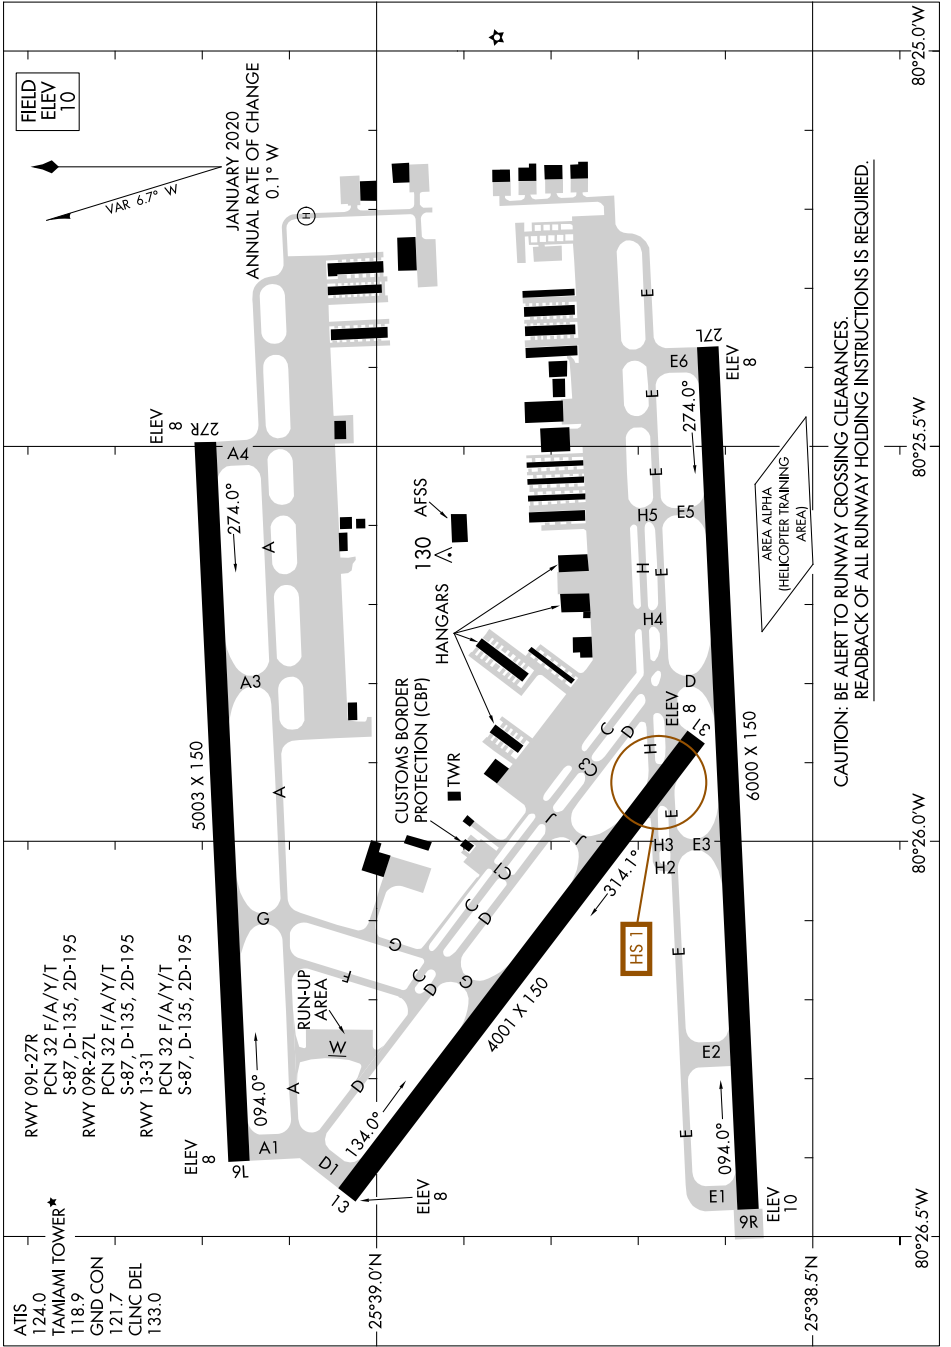 ATIS
124.0
TAMIAMI TOWER★
118.9
GND CON
121.7
CLNC DEL
133.0
RWY 09L-27R
PCN 32 F/A/Y/T
S-87, D-135, 2D-195
RWY 09R-27L
PCN 32 F/A/Y/T
S-87, D-135, 2D-195
RWY 13-31
PCN 32 F/A/Y/T
S-87, D-135, 2D-195
FIELD
ELEV
10
VAR 6.7° W
JANUARY 2020
ANNUAL RATE OF CHANGE
0.1° W
ELEV
8
9L
A1
094.0°
A
G
5003 X 150
A
A3
A
274.0°
A4
27R
ELEV
8
H
RUN-UP
AREA
W
D
D1
13
ELEV
8
134.0°
F
G
C
D
G
C
D
C1
4001 X 150
314.1°
J
J
C3
C
D
31
ELEV
8
CUSTOMS BORDER
PROTECTION (CBP)
TWR
HANGARS
130
AFSS
HS 1
H
H2
H3
H4
H
H5
E
E1
E
E2
E
E3
E
D
E
E5
E
E
E6
E
9R
ELEV
10
094.0°
6000 X 150
274.0°
27L
ELEV
8
AREA ALPHA
(HELICOPTER TRAINING
AREA)
CAUTION: BE ALERT TO RUNWAY CROSSING CLEARANCES.
READBACK OF ALL RUNWAY HOLDING INSTRUCTIONS IS REQUIRED.
25°39.0'N
25°38.5'N
80°26.5'W
80°26.0'W
80°25.5'W
80°25.0'W